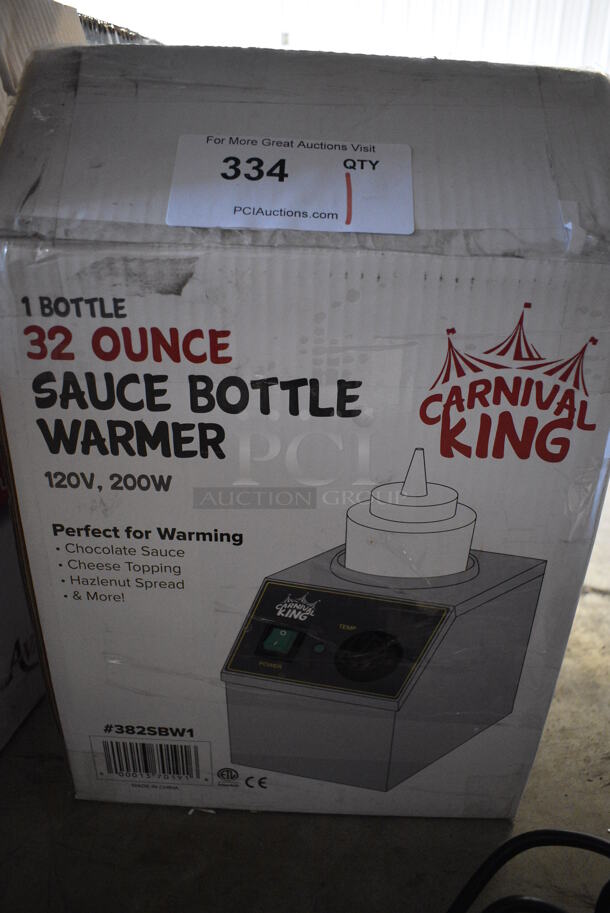 For More Great Auctions Visit
334 QTY
1
PCIAuctions.com
1 BOTTLE
32 OUNCE
SAUCE BOTTLE
WARMER
120V, 200W
CARNIVAL
KING
PCI
AUCTION GROUP
Perfect for Warming
• Chocolate Sauce
• Cheese Topping
• Hazlenut Spread
• & More!
CARNIVAL
KING
TEMP
POWER
#382SBW1
MADE IN CHINA
ETL
CE